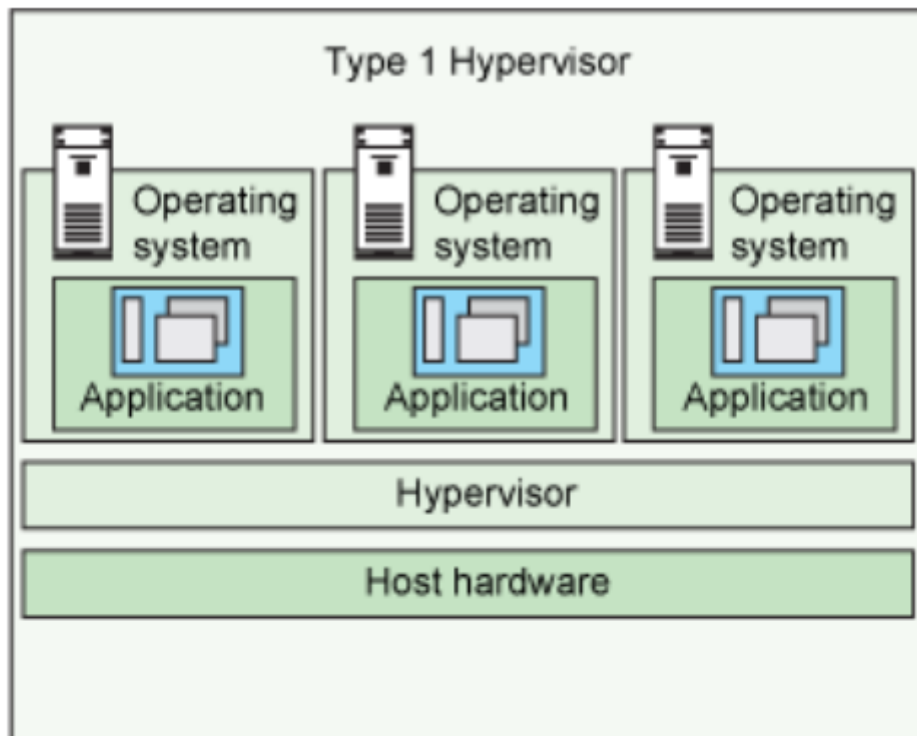 Type 1 Hypervisor
Operating
system
Application
Operating
system
Application
Operating
system
Application
Hypervisor
Host hardware